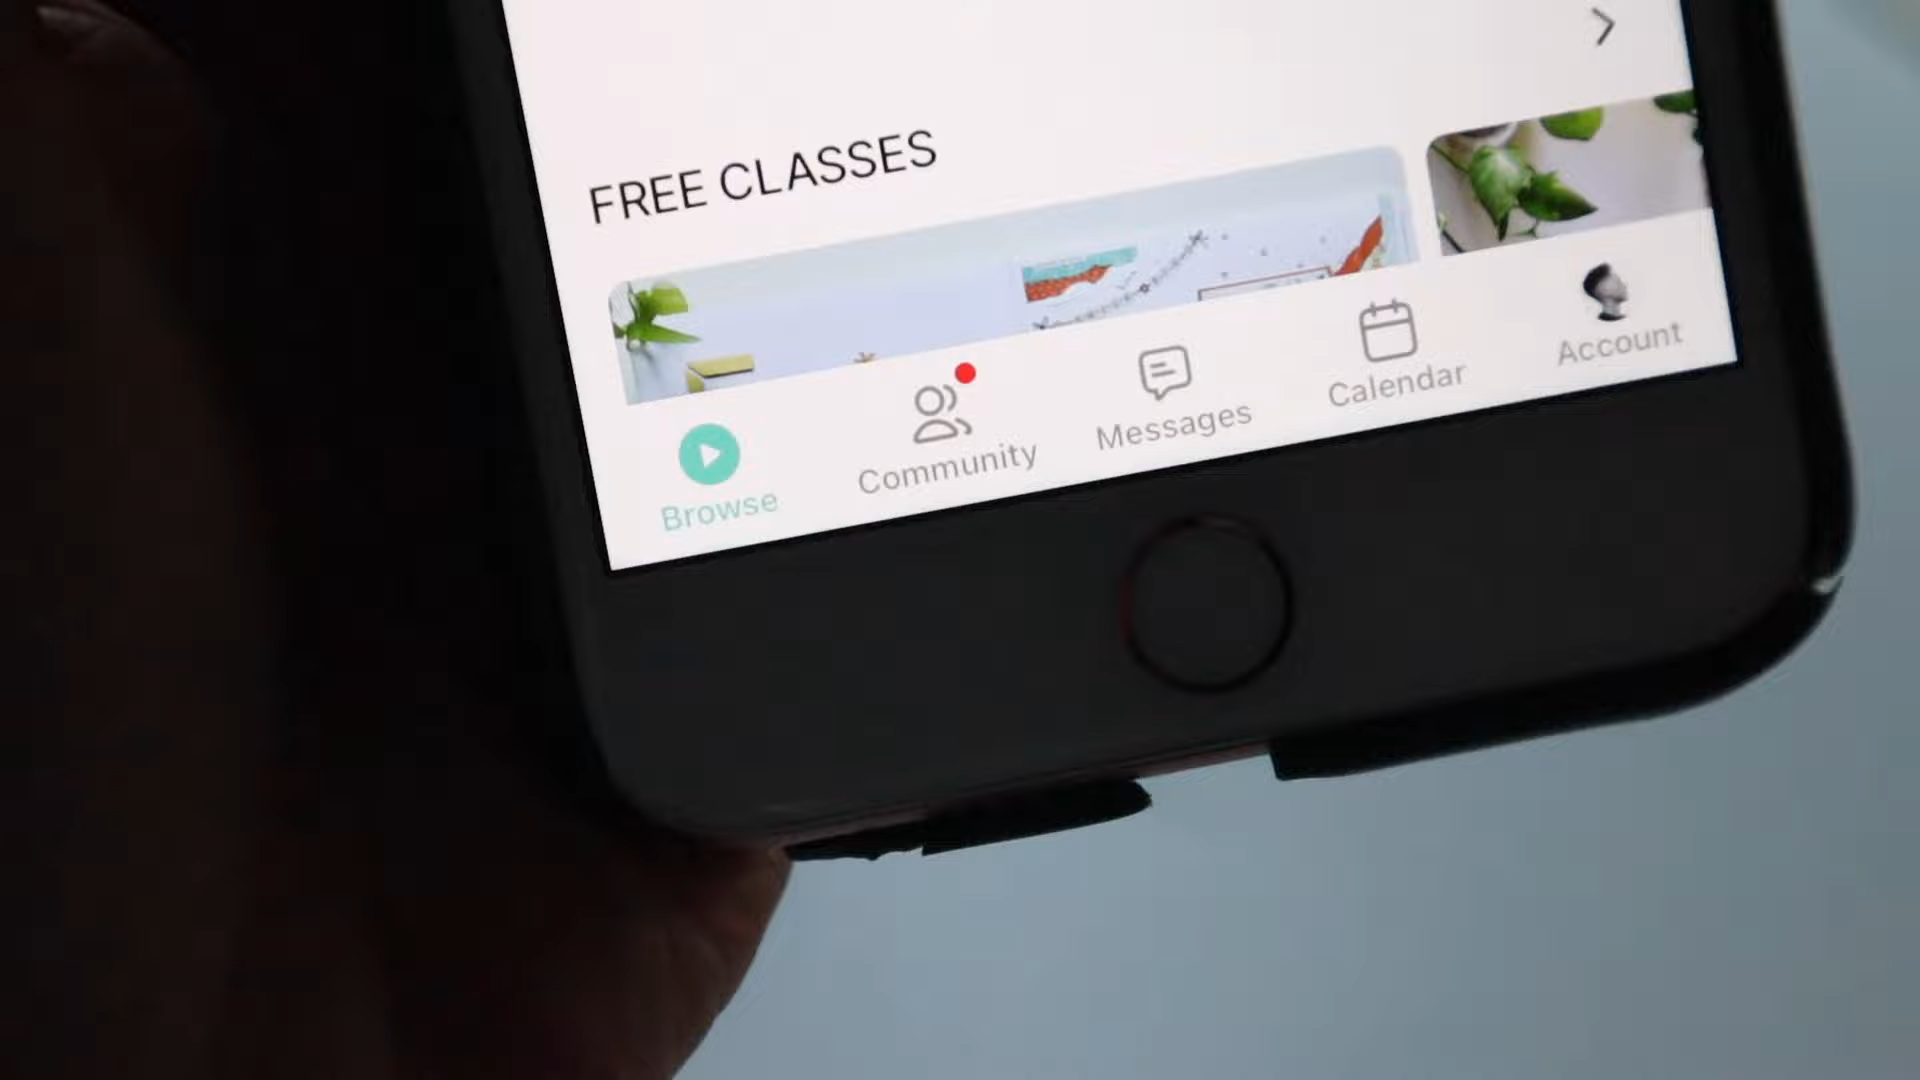 FREE CLASSES
Browse
Community
Messages
Calendar
Account